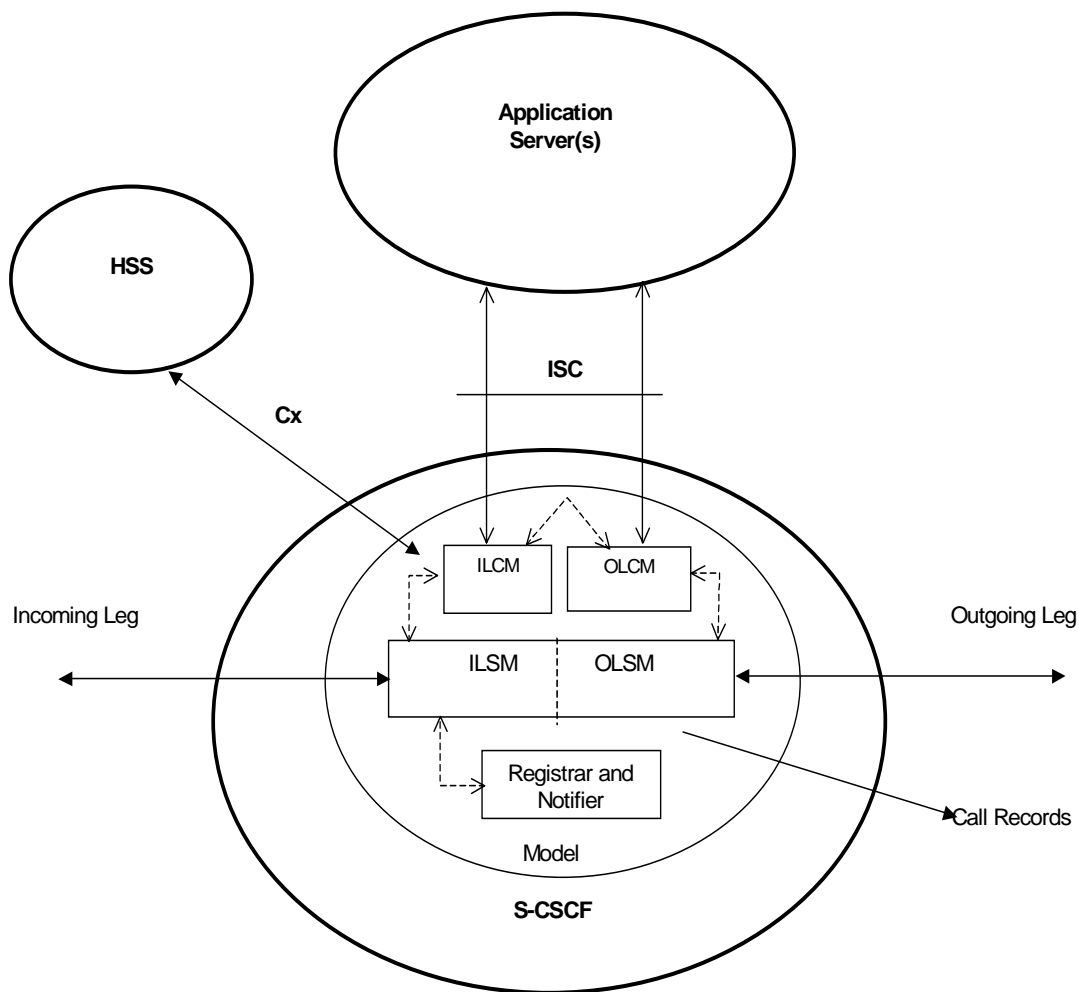 Application
Server(s)
HSS
ISC
Cx
ILCM
OLCM
Incoming Leg
Outgoing Leg
ILSM
OLSM
Registrar and
Notifier
Call Records
Model
S-CSCF